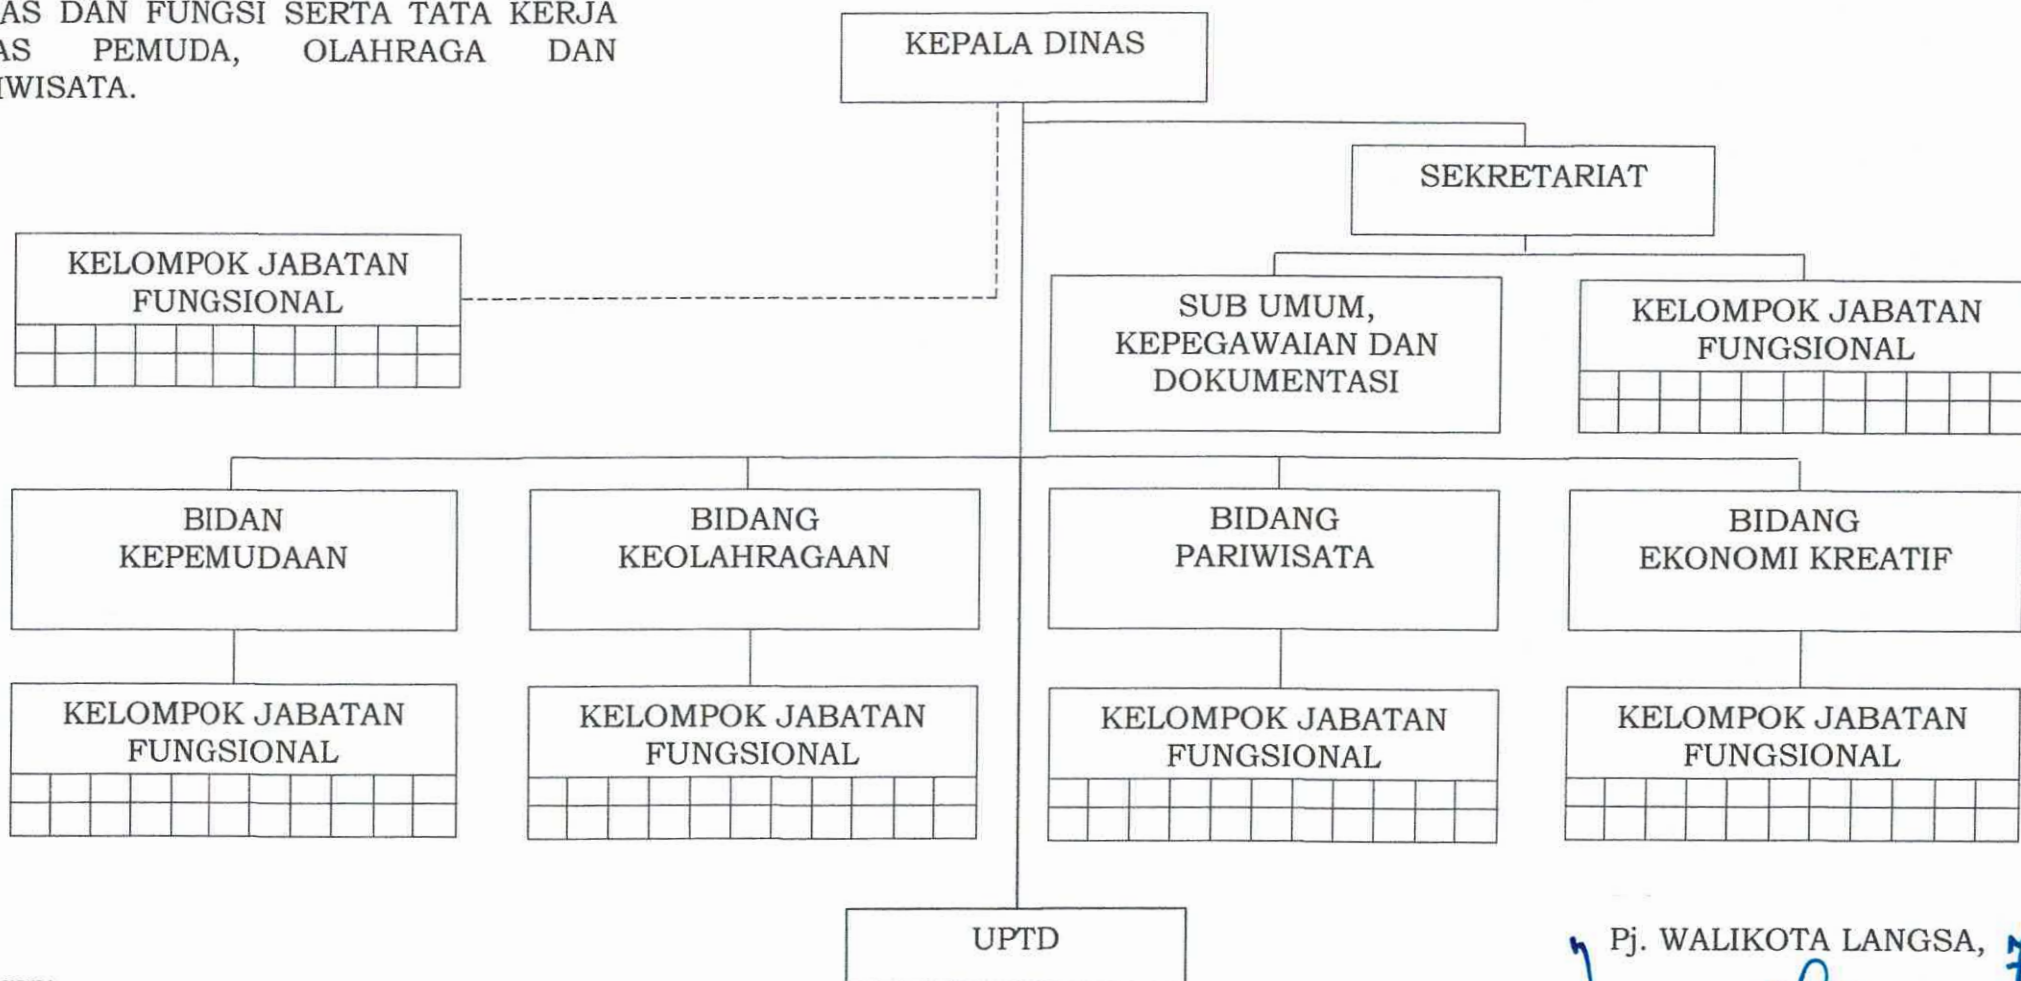 AS DAN FUNGSI SERTA TATA KERJA
AS PEMUDA, OLAHRAGA DAN
IWISATA.
KEPALA DINAS
SEKRETARIAT
KELOMPOK JABATAN
FUNGSIONAL
SUB UMUM,
KEPEGAWAIAN DAN
DOKUMENTASI
KELOMPOK JABATAN
FUNGSIONAL
BIDAN
KEPEMUDAAN
BIDANG
KEOLAHRAGAAN
BIDANG
PARIWISATA
BIDANG
EKONOMI KREATIF
KELOMPOK JABATAN
FUNGSIONAL
KELOMPOK JABATAN
FUNGSIONAL
KELOMPOK JABATAN
FUNGSIONAL
KELOMPOK JABATAN
FUNGSIONAL
UPTD
Pj. WALIKOTA LANGSA,